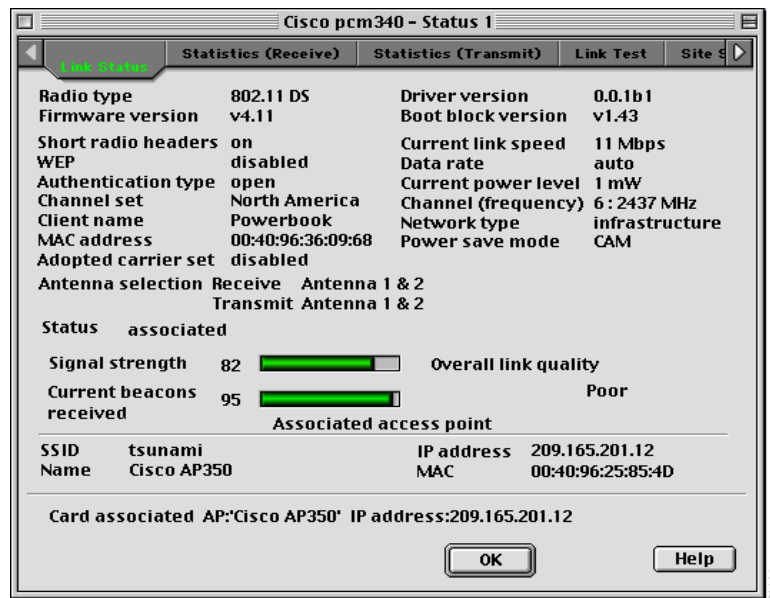 Cisco pcm340 - Status 1
Link Status Statistics (Receive) Statistics (Transmit) Link Test Site S
Radio type 802.11 DS Driver version 0.0.1b1
Firmware version v4.11 Boot block version v1.43
Short radio headers on Current link speed 11 Mbps
WEP disabled Data rate auto
Authentication type open Current power level 1 mW
Channel set North America Channel (frequency) 6 : 2437 MHz
Client name Powerbook Network type infrastructure
MAC address 00:40:96:36:09:68 Power save mode CAM
Adopted carrier set disabled
Antenna selection Receive Antenna 1 & 2
Transmit Antenna 1 & 2
Status associated
Signal strength 82 Overall link quality
Current beacons received 95 Poor
Associated access point
SSID tsunami IP address 209.165.201.12
Name Cisco AP350 MAC 00:40:96:25:85:4D
Card associated AP:'Cisco AP350' IP address:209.165.201.12
OK Help